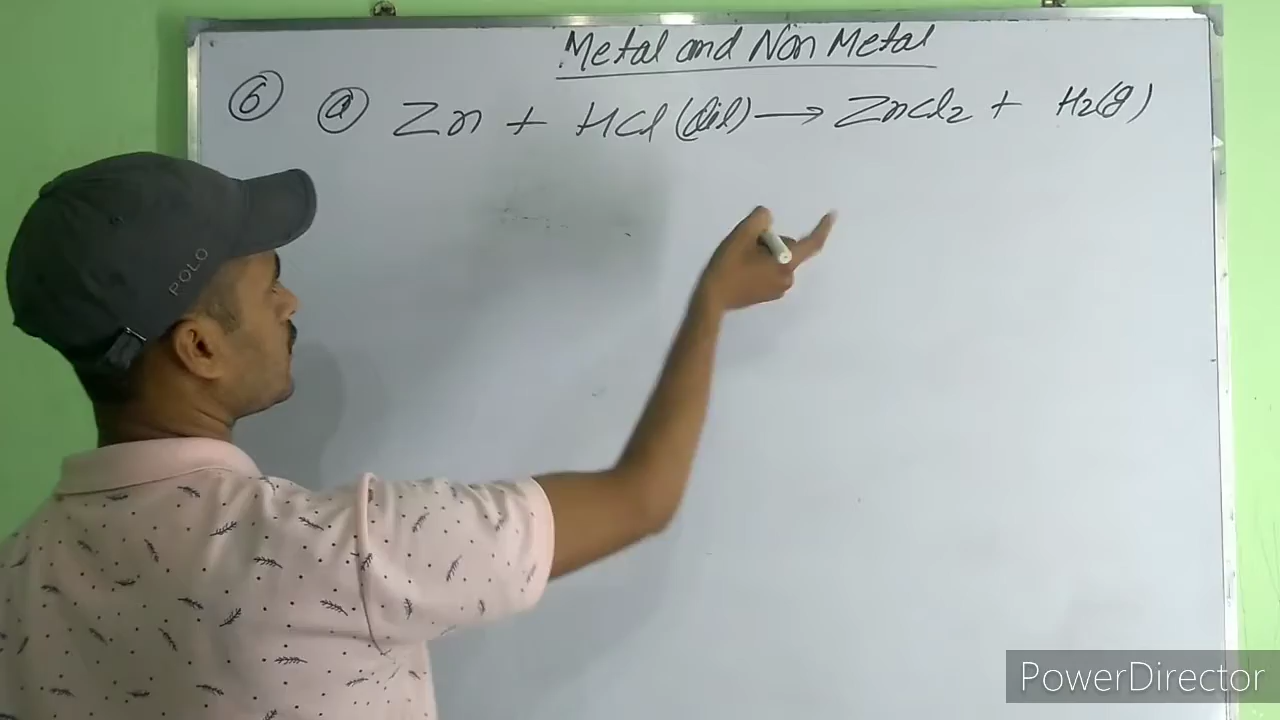 Metal and Non Metal
6 a Zn + HCl (dil) → ZnCl2 + H2(g)
POLO
PowerDirector